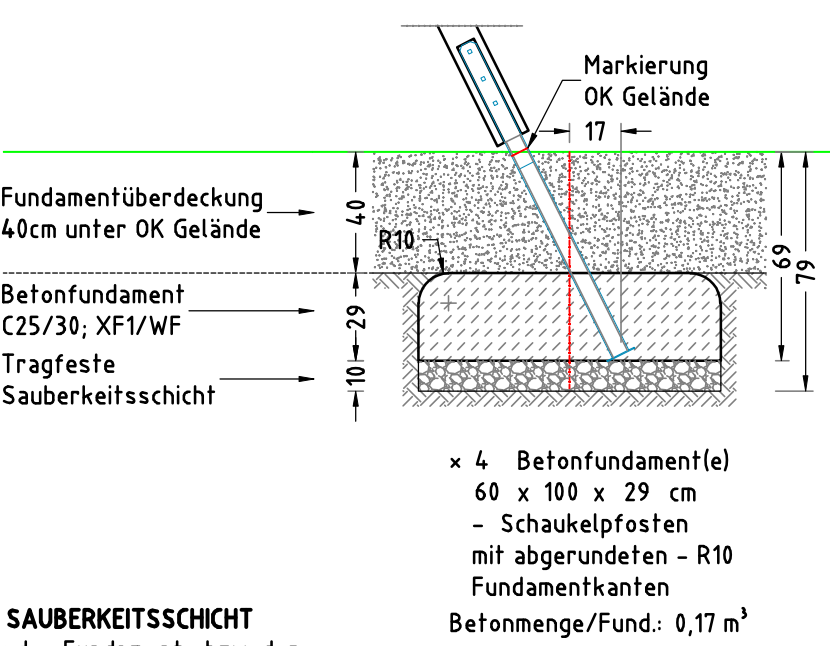 Markierung
OK Gelände
17
Fundamentüberdeckung
40cm unter OK Gelände
40
R10
69
79
Betonfundament
C25/30; XF1/WF
29
Tragfeste
Sauberkeitsschicht
10
× 4 Betonfundament(e)
60 x 100 x 29 cm
- Schaukelpfosten
mit abgerundeten - R10
Fundamentkanten
SAUBERKEITSSCHICHT
Betonmenge/Fund.: 0,17 m³